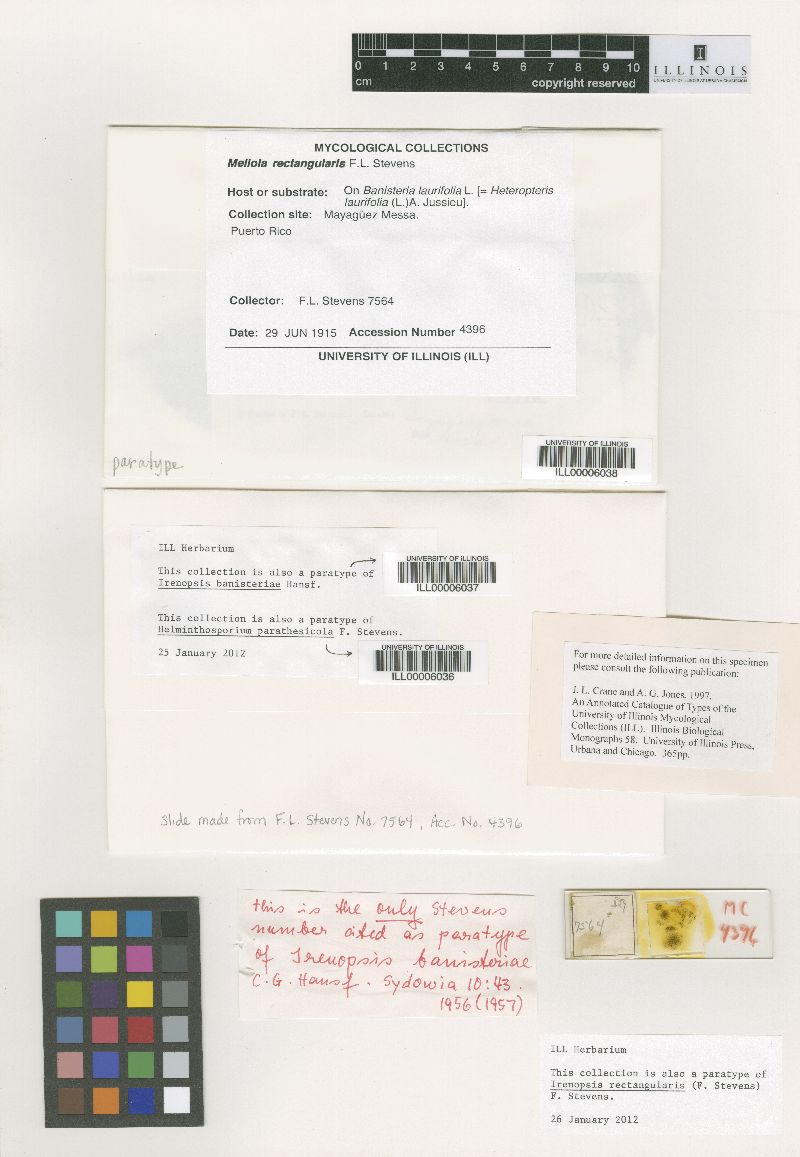 0 1 2 3 4 5 6 7 8 9 10
cm
copyright reserved
I
ILLINOIS
UNIVERSITY OF ILLINOIS AT URBANA-CHAMPAIGN
MYCOLOGICAL COLLECTIONS
Meliola rectangularis F.L. Stevens
Host or substrate: On Banisteria laurifolia L. [= Heteropteris
laurifolia (L.)A. Jussieu].
Collection site: Mayagüez Messa.
Puerto Rico
Collector: F.L. Stevens 7564
Date: 29 JUN 1915 Accession Number 4396
UNIVERSITY OF ILLINOIS (ILL)
paratype
UNIVERSITY OF ILLINOIS
ILL00006038
ILL Herbarium
This collection is also a paratype of
Irenopsis banisteriae Hansf.
UNIVERSITY OF ILLINOIS
ILL00006037
This collection is also a paratype of
Helminthosporium parathesicola F. Stevens.
25 January 2012
UNIVERSITY OF ILLINOIS
ILL00006036
For more detailed information on this specimen
please consult the following publication:
J. L. Crane and A. G. Jones. 1997.
An Annotated Catalogue of Types of the
University of Illinois Mycological
Collections (ILL). Illinois Biological
Monographs 58. University of Illinois Press,
Urbana and Chicago. 365pp.
Slide made from F.L. Stevens No. 7564, Acc. No. 4396
this is the only Stevens
number cited as paratype
of Irenopsis banisteriae
C.G. Hansf. Sydowia 10:43.
1956 (1957)
7564
MC
4396
ILL Herbarium
This collection is also a paratype of
Irenopsis rectangularis (F. Stevens)
F. Stevens.
26 January 2012